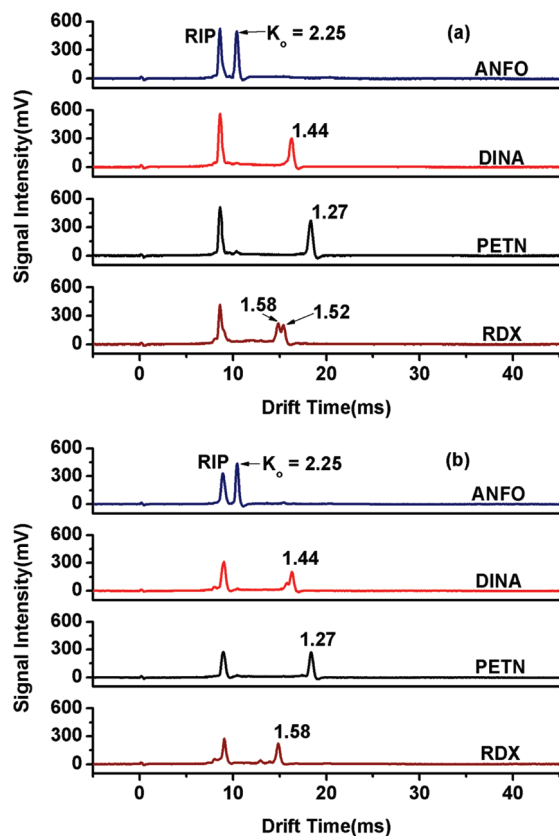 600
RIP
K₀ = 2.25
(a)
300
0
ANFO
600
300
1.44
0
DINA
600
300
1.27
0
PETN
600
300
1.58
1.52
0
RDX
0 10 20 30 40
Drift Time(ms)
Signal Intensity(mV)
600
RIP
Kₒ = 2.25
(b)
300
0
ANFO
600
300
1.44
0
DINA
600
300
1.27
0
PETN
600
300
1.58
0
RDX
0 10 20 30 40
Drift Time(ms)
Signal Intensity(mV)